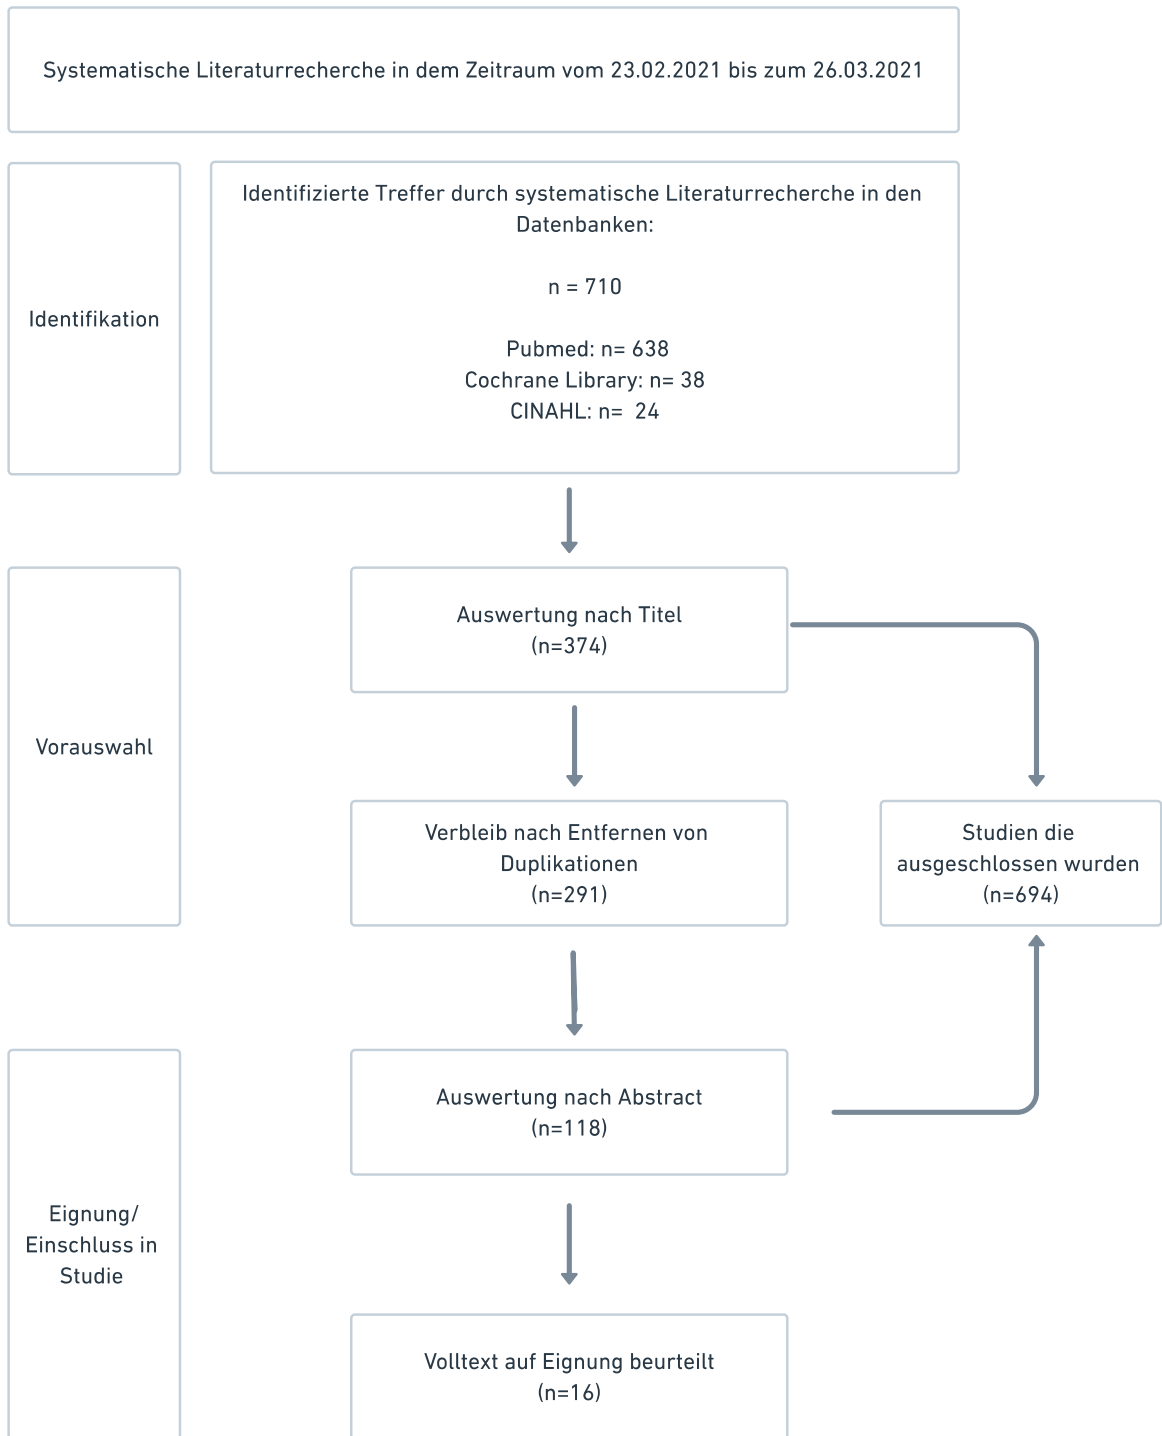 Systematische Literaturrecherche in dem Zeitraum vom 23.02.2021 bis zum 26.03.2021
Identifikation
Identifizierte Treffer durch systematische Literaturrecherche in den
Datenbanken:
n = 710
Pubmed: n= 638
Cochrane Library: n= 38
CINAHL: n=  24
Vorauswahl
Auswertung nach Titel
(n=374)
Verbleib nach Entfernen von
Duplikationen
(n=291)
Studien die
ausgeschlossen wurden
(n=694)
Eignung/
Einschluss in
Studie
Auswertung nach Abstract
(n=118)
Volltext auf Eignung beurteilt
(n=16)